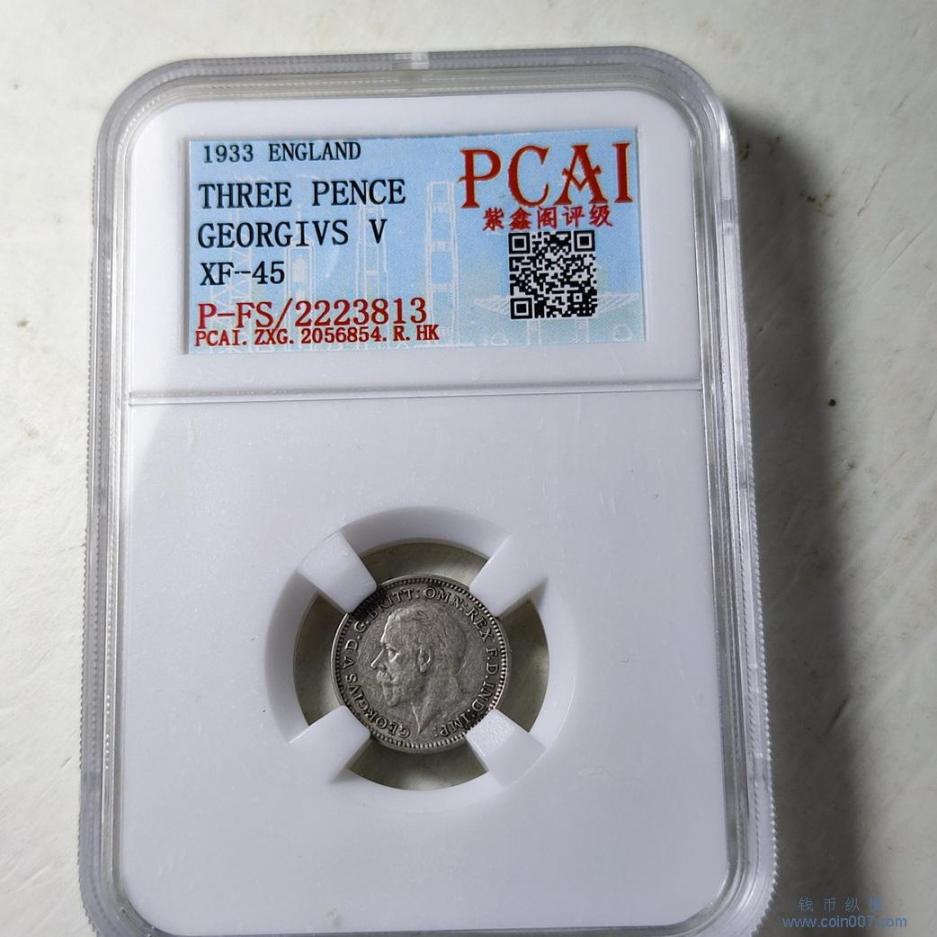 1933 ENGLAND
THREE PENCE
GEORGIVS V
XF--45
P-FS/2223813
PCAI. ZXG. 2056854. R. HK
PCAI
紫鑫阁评级
GEORGIVS V D.G.BRITT: OMN:REX F.D.IND:IMP:
钱币纵横
www.coin007.com